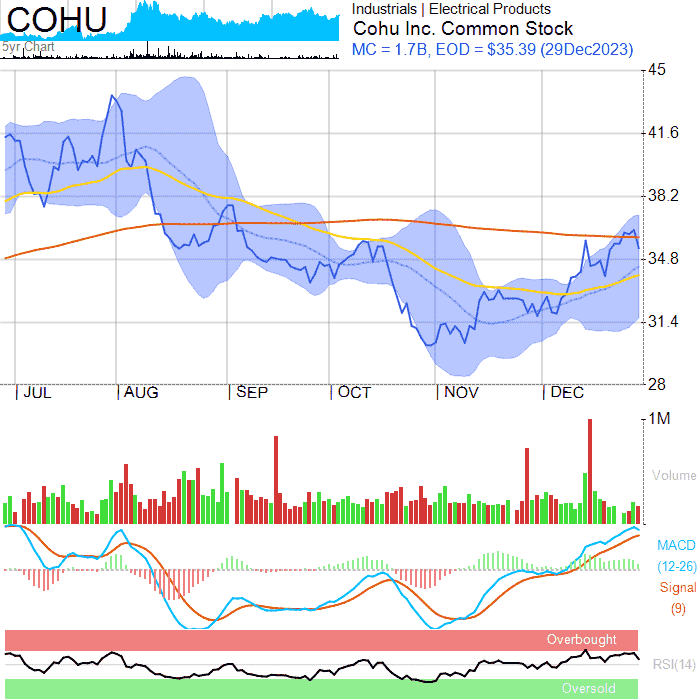 COHU
5yr Chart
Industrials | Electrical Products
Cohu Inc. Common Stock
MC = 1.7B, EOD = $35.39 (29Dec2023)
45
41.6
38.2
34.8
31.4
28
|JUL |AUG |SEP |OCT |NOV |DEC
1M
Volume
MACD
(12-26)
Signal
(9)
Overbought
RSI(14)
Oversold